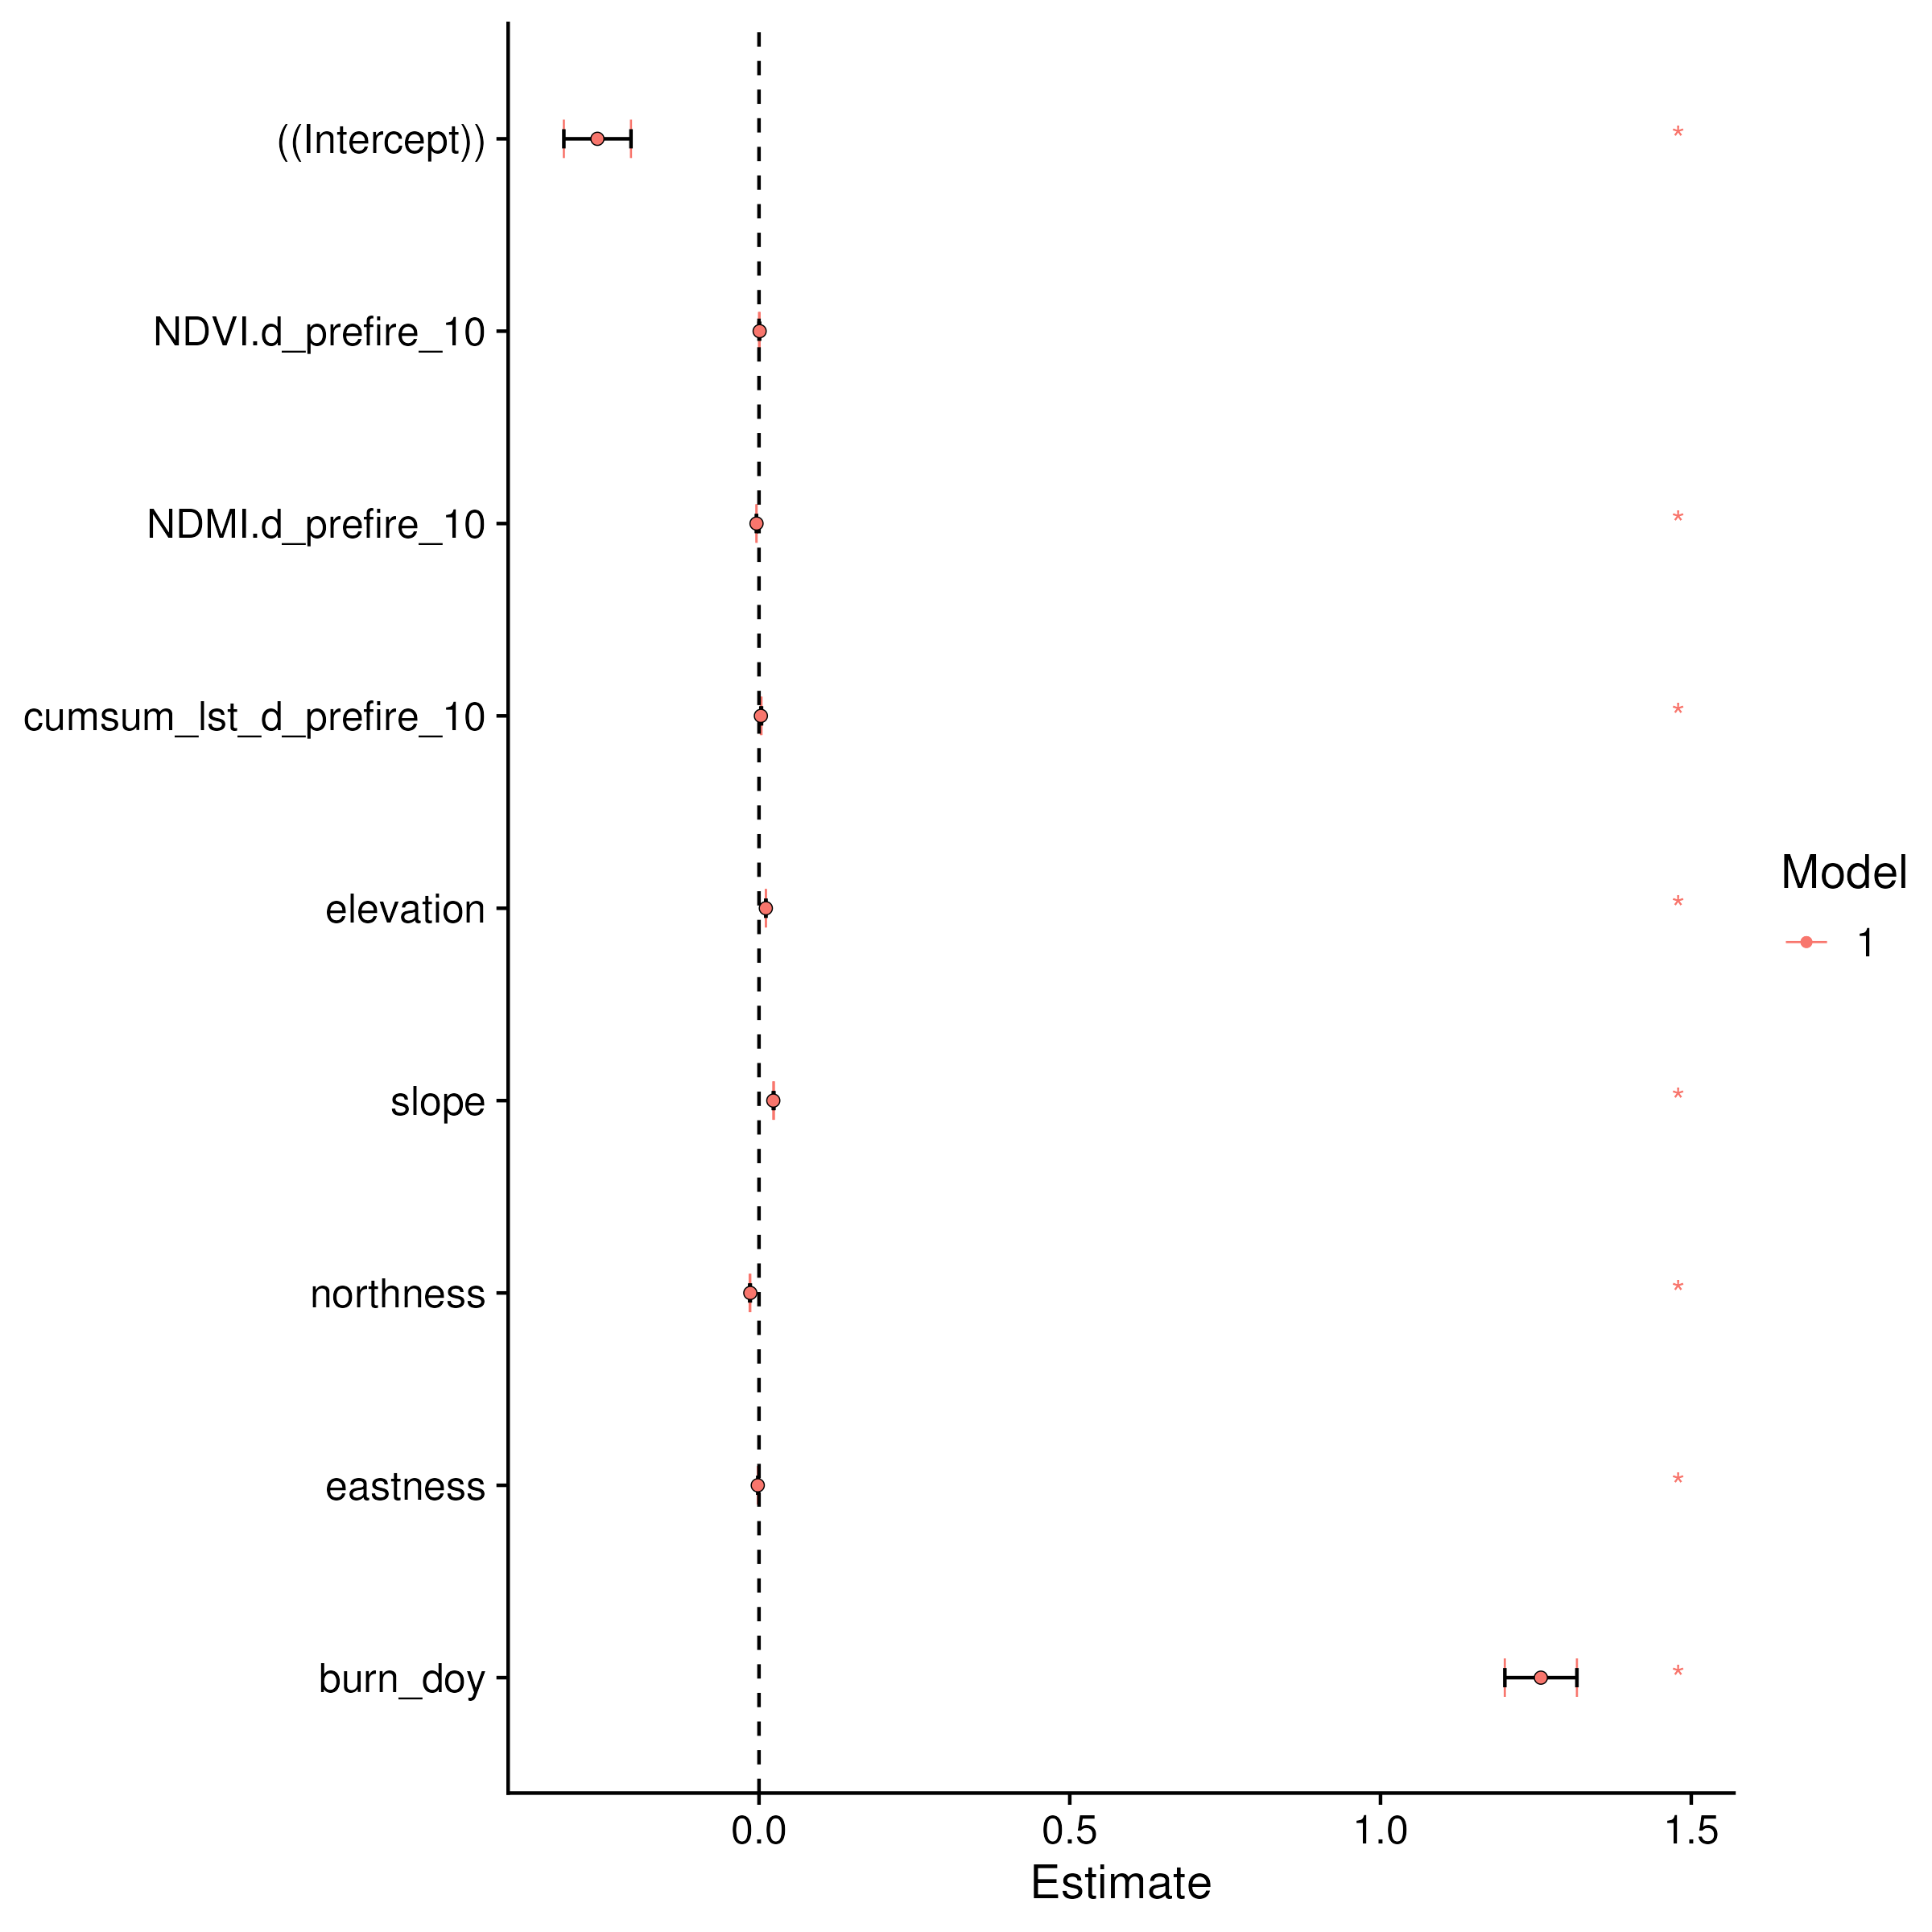 ((Intercept))
*
NDVI.d_prefire_10
NDMI.d_prefire_10
*
cumsum_lst_d_prefire_10
*
elevation
*
slope
*
northness
*
eastness
*
burn_doy
*
Model
1
0.0
0.5
1.0
1.5
Estimate